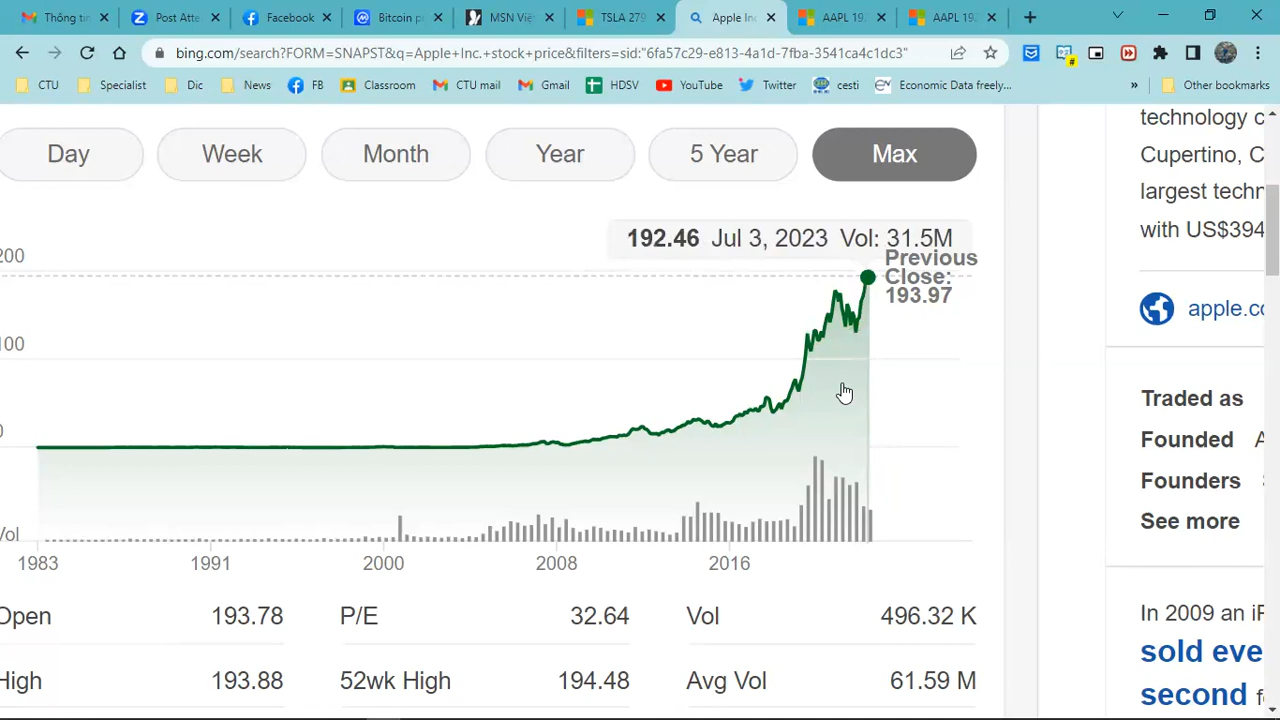 Thông tin
Post Atte
Facebook
Bitcoin p
MSN Vie
TSLA 279
Apple Inc
AAPL 19
AAPL 19
bing.com/search?FORM=SNAPST&q=Apple+Inc.+stock+price&filters=sid:"6fa57c29-e813-4a1d-7fba-3541ca4c1dc3"
CTU Specialist Dic News FB Classroom CTU mail Gmail HDSV YouTube Twitter cesti Economic Data freely... » Other bookmarks
Day Week Month Year 5 Year Max
192.46 Jul 3, 2023 Vol: 31.5M
Previous
Close:
193.97
200
100
0
Vol
1983 1991 2000 2008 2016
Open 193.78 P/E 32.64 Vol 496.32 K
High 193.88 52wk High 194.48 Avg Vol 61.59 M
technology c
Cupertino, C
largest techn
with US$394
apple.co
Traded as
Founded A
Founders S
See more
In 2009 an iF
sold eve
second fo